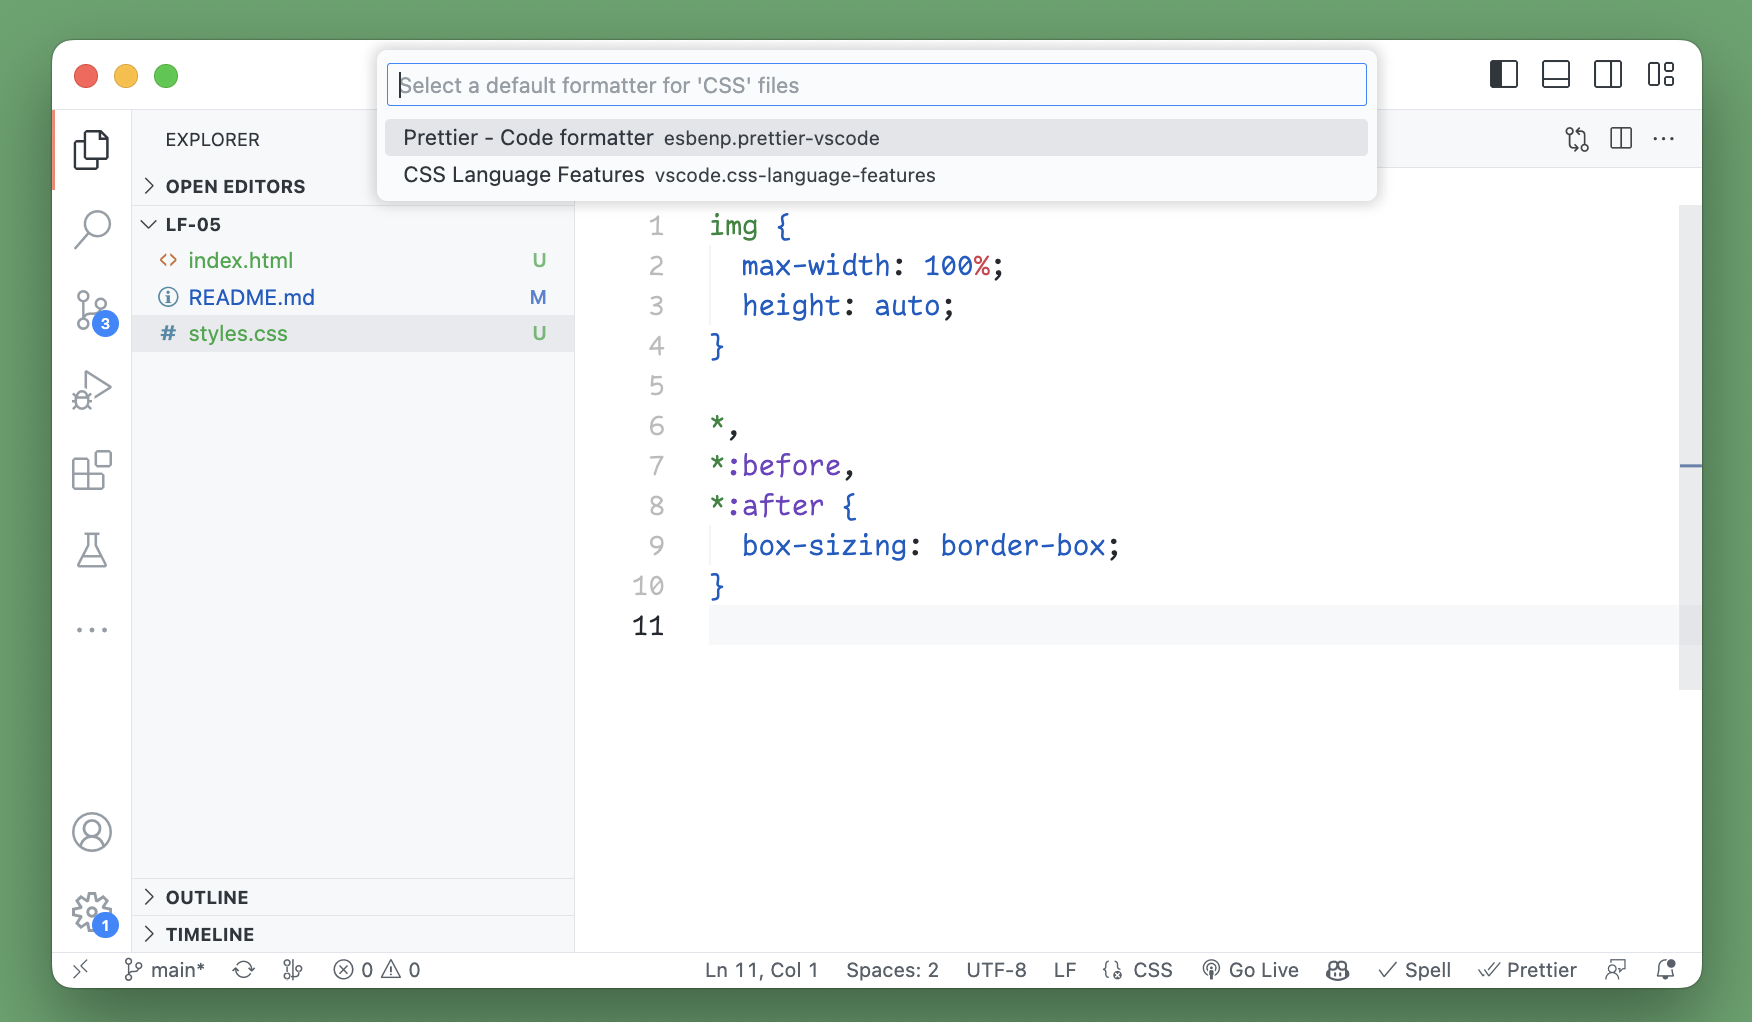 Select a default formatter for 'CSS' files
Prettier - Code formatter esbenp.prettier-vscode
CSS Language Features vscode.css-language-features
EXPLORER
OPEN EDITORS
LF-05
<> index.html U
README.md M
# styles.css U
3
1 img {
2 max-width: 100%;
3 height: auto;
4 }
5
6 *,
7 *:before,
8 *:after {
9 box-sizing: border-box;
10 }
11
OUTLINE
TIMELINE
1
main* 0 0 Ln 11, Col 1 Spaces: 2 UTF-8 LF CSS Go Live Spell Prettier